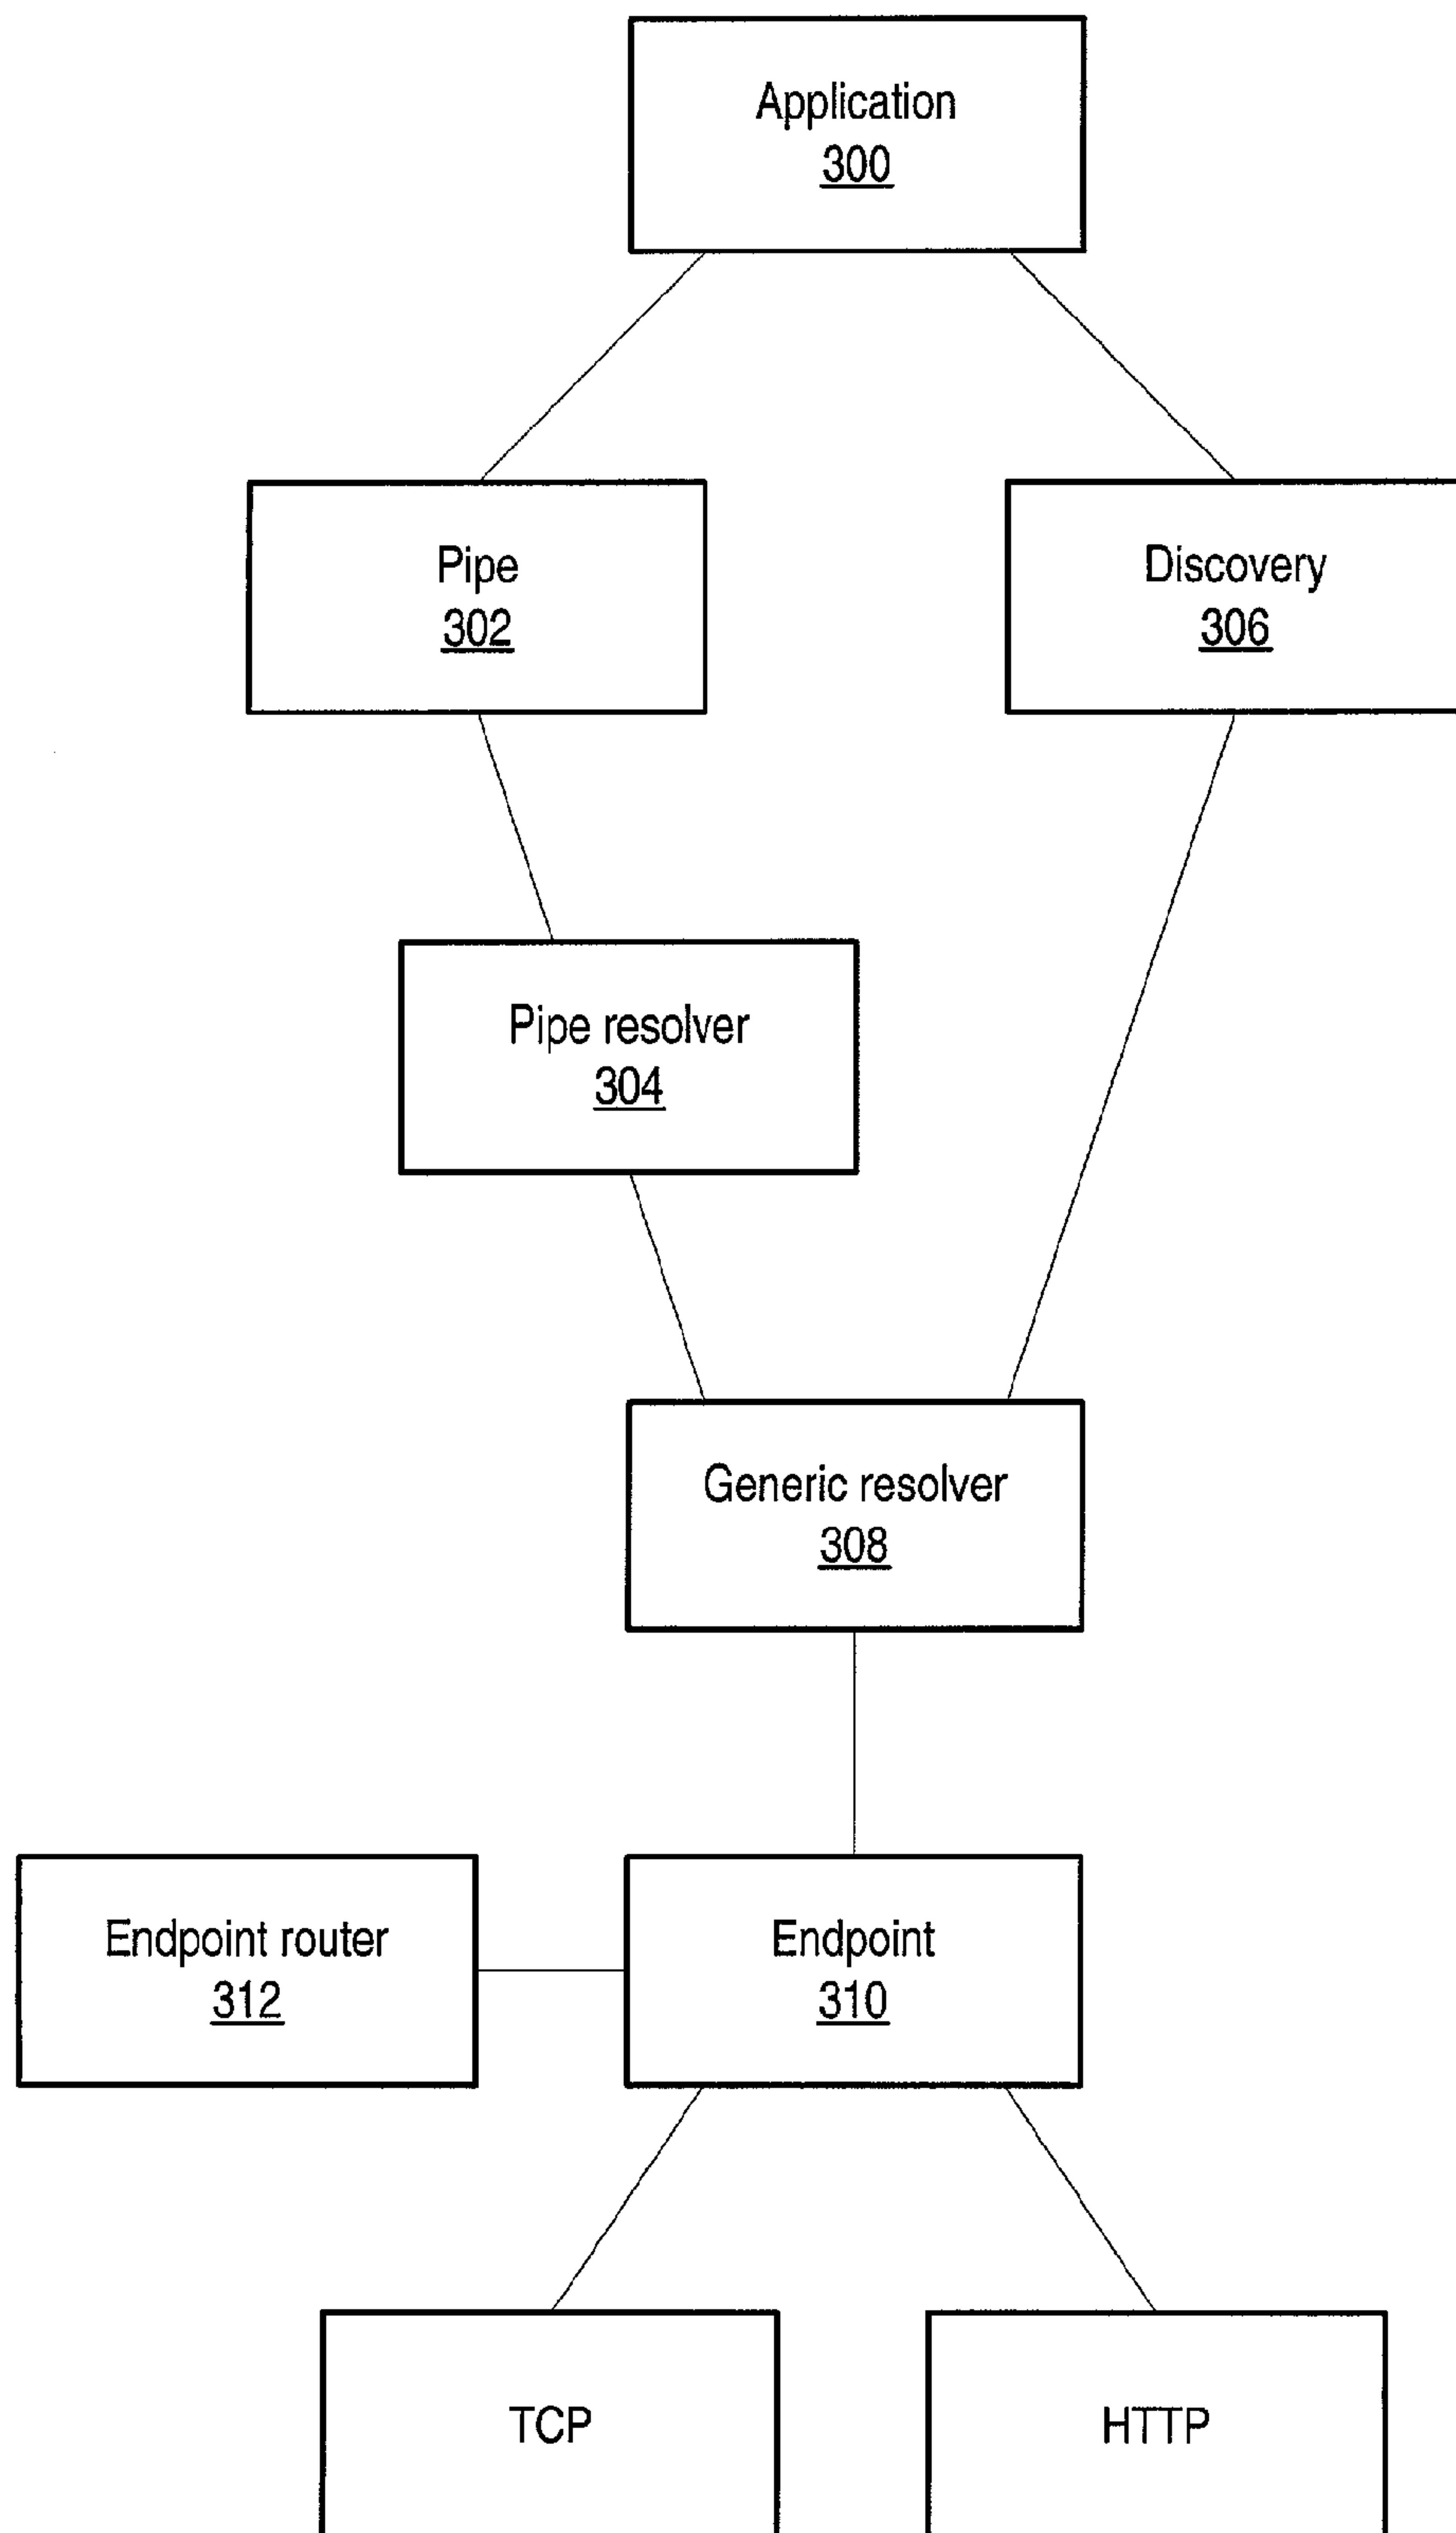 Application
300
Pipe
302
Discovery
306
Pipe resolver
304
Generic resolver
308
Endpoint router
312
Endpoint
310
TCP
HTTP